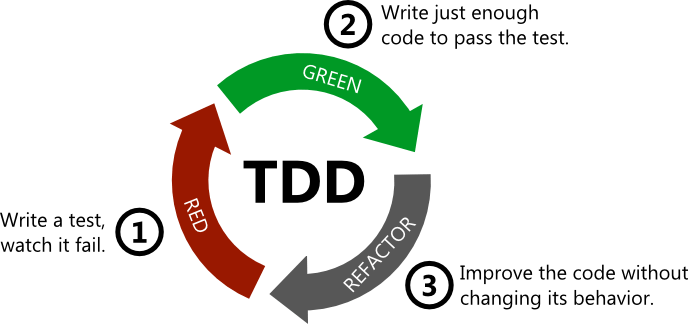 2
Write just enough
code to pass the test.
GREEN
TDD
RED
1
Write a test,
watch it fail.
REFACTOR
3
Improve the code without
changing its behavior.